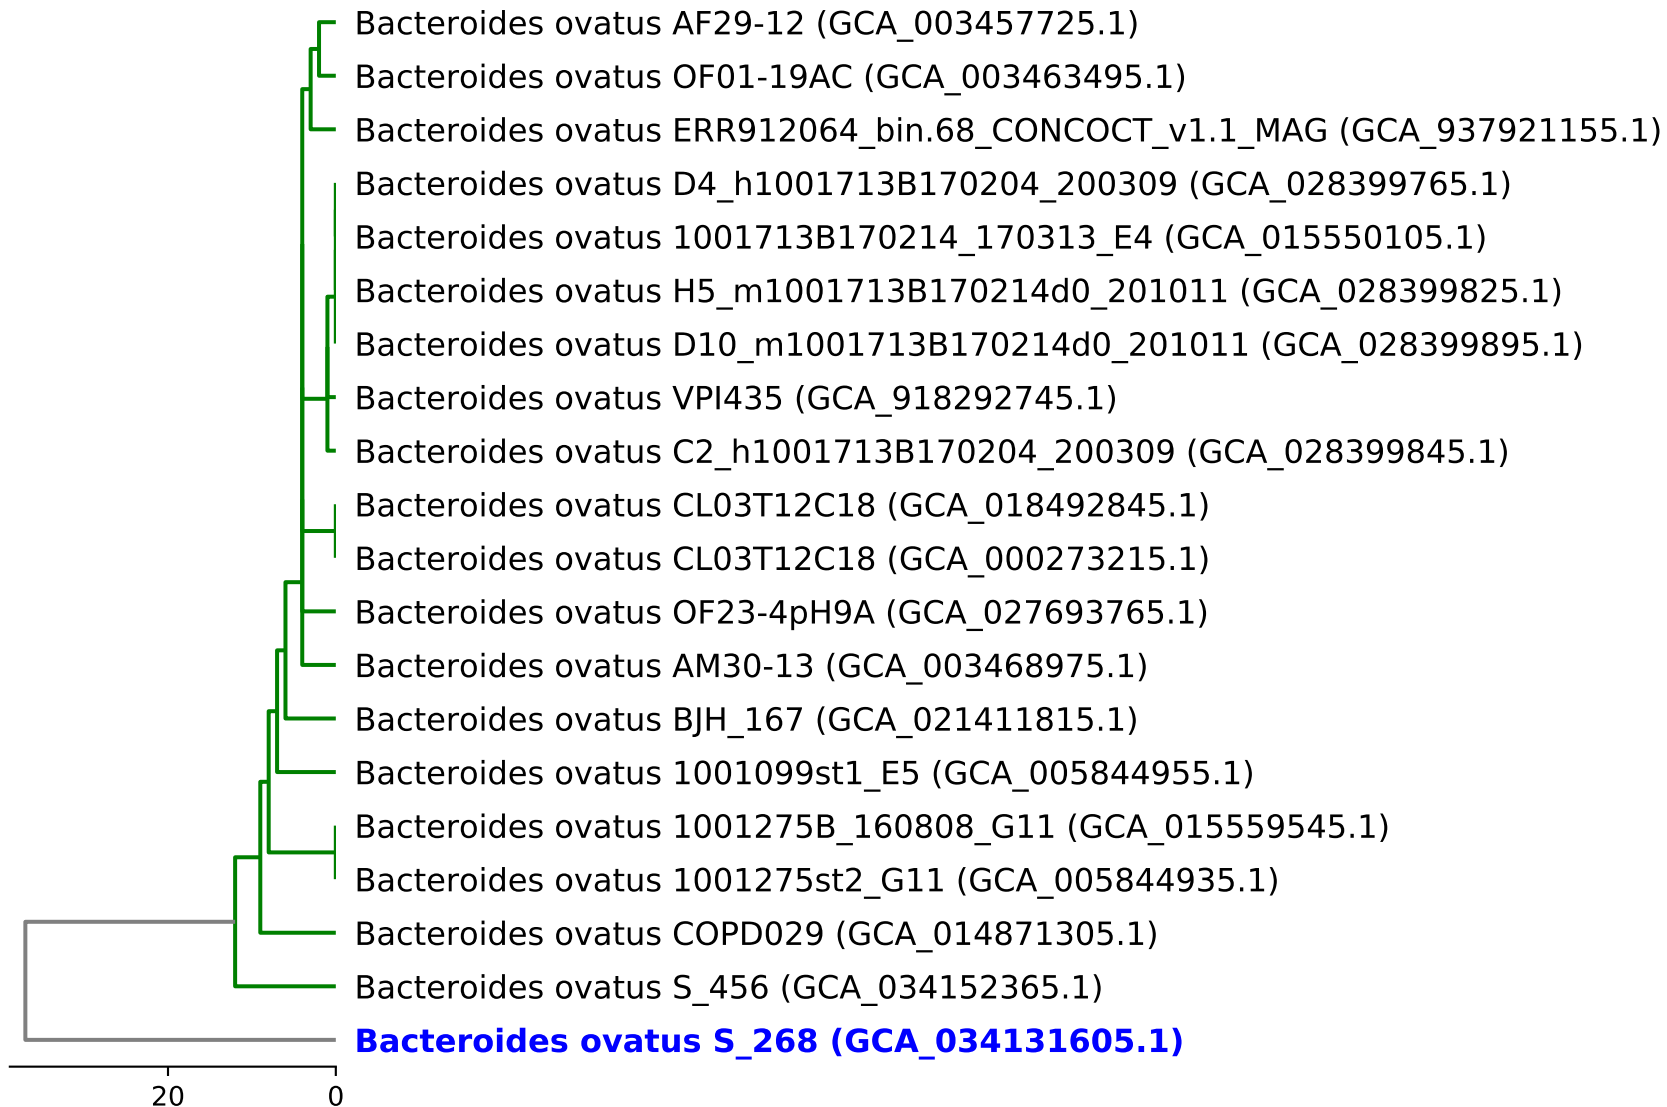 Bacteroides ovatus AF29-12 (GCA_003457725.1)
Bacteroides ovatus OF01-19AC (GCA_003463495.1)
Bacteroides ovatus ERR912064_bin.68_CONCOCT_v1.1_MAG (GCA_937921155.1)
Bacteroides ovatus D4_h1001713B170204_200309 (GCA_028399765.1)
Bacteroides ovatus 1001713B170214_170313_E4 (GCA_015550105.1)
Bacteroides ovatus H5_m1001713B170214d0_201011 (GCA_028399825.1)
Bacteroides ovatus D10_m1001713B170214d0_201011 (GCA_028399895.1)
Bacteroides ovatus VPI435 (GCA_918292745.1)
Bacteroides ovatus C2_h1001713B170204_200309 (GCA_028399845.1)
Bacteroides ovatus CL03T12C18 (GCA_018492845.1)
Bacteroides ovatus CL03T12C18 (GCA_000273215.1)
Bacteroides ovatus OF23-4pH9A (GCA_027693765.1)
Bacteroides ovatus AM30-13 (GCA_003468975.1)
Bacteroides ovatus BJH_167 (GCA_021411815.1)
Bacteroides ovatus 1001099st1_E5 (GCA_005844955.1)
Bacteroides ovatus 1001275B_160808_G11 (GCA_015559545.1)
Bacteroides ovatus 1001275st2_G11 (GCA_005844935.1)
Bacteroides ovatus COPD029 (GCA_014871305.1)
Bacteroides ovatus S_456 (GCA_034152365.1)
Bacteroides ovatus S_268 (GCA_034131605.1)
20 0